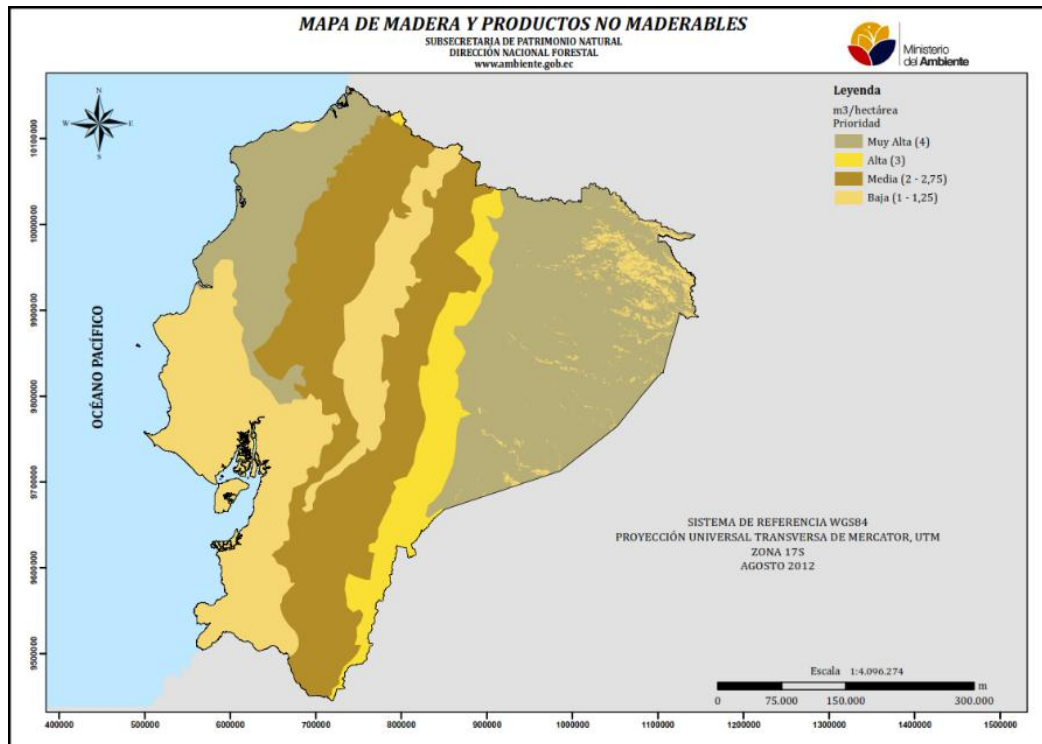 MAPA DE MADERA Y PRODUCTOS NO MADERABLES
SUBSECRETARIA DE PATRIMONIO NATURAL
DIRECCIÓN NACIONAL FORESTAL
www.ambiente.gob.ec
Ministerio
del Ambiente
Leyenda
m3/hectárea
Prioridad
Muy Alta (4)
Alta (3)
Media (2 - 2,75)
Baja (1 - 1,25)
N
W
E
S
OCÉANO PACÍFICO
10100000
10000000
9900000
9800000
9700000
9600000
9500000
SISTEMA DE REFERENCIA WGS84
PROYECCIÓN UNIVERSAL TRANSVERSA DE MERCATOR, UTM
ZONA 17S
AGOSTO 2012
Escala 1:4.096.274
m
0 75.000 150.000 300.000
400000 500000 600000 700000 800000 900000 1000000 1100000 1200000 1300000 1400000 1500000